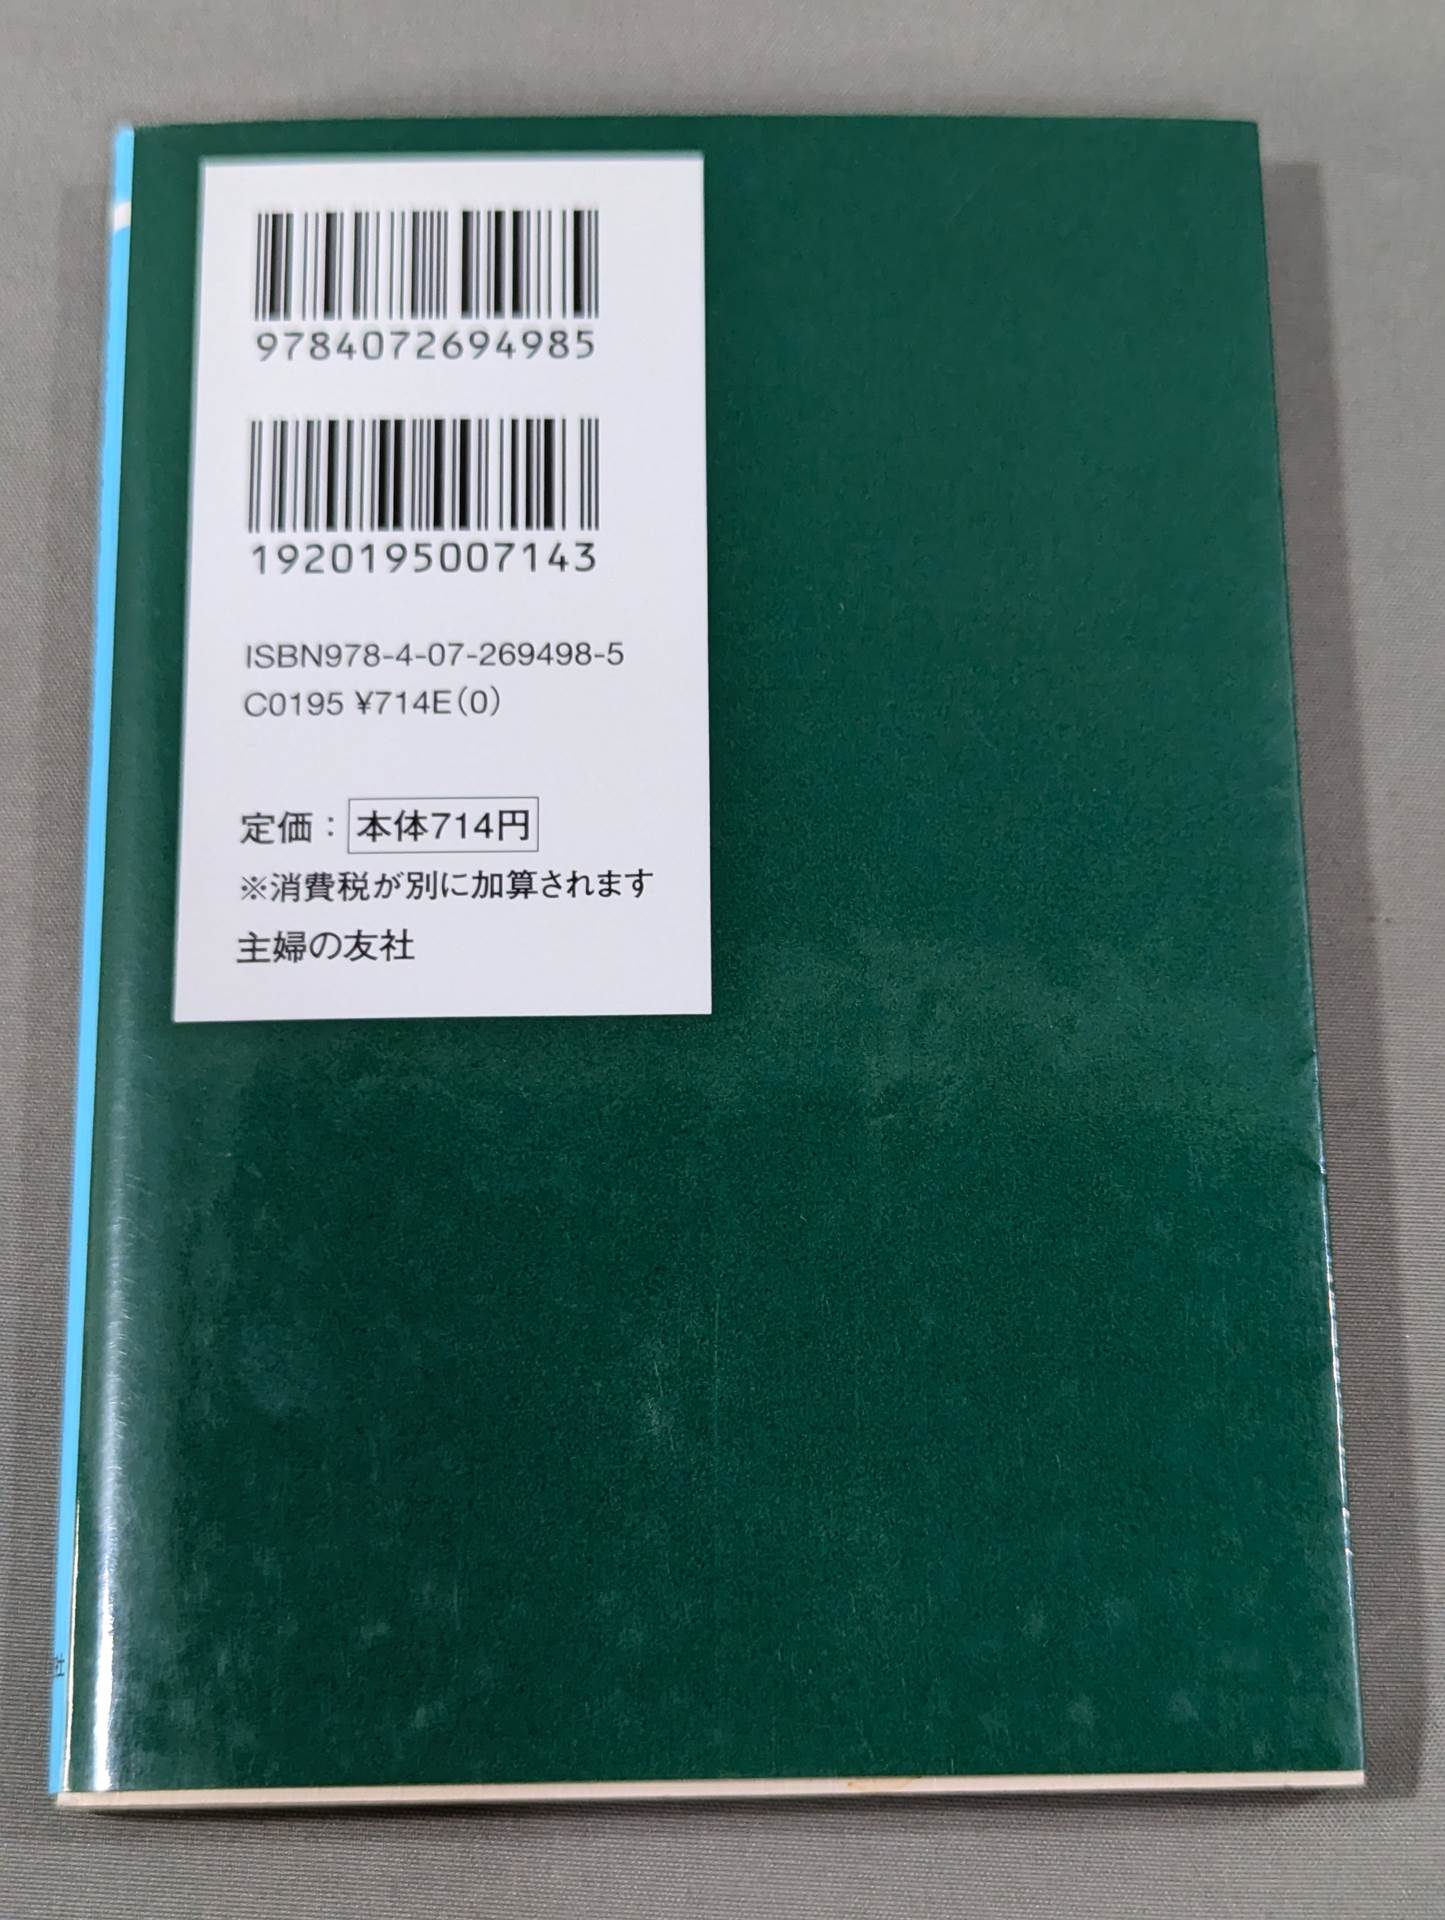 9784072694985
1920195007143
ISBN978-4-07-269498-5
C0195 ¥714E(0)
定価：本体714円
※消費税が別に加算されます
主婦の友社
社